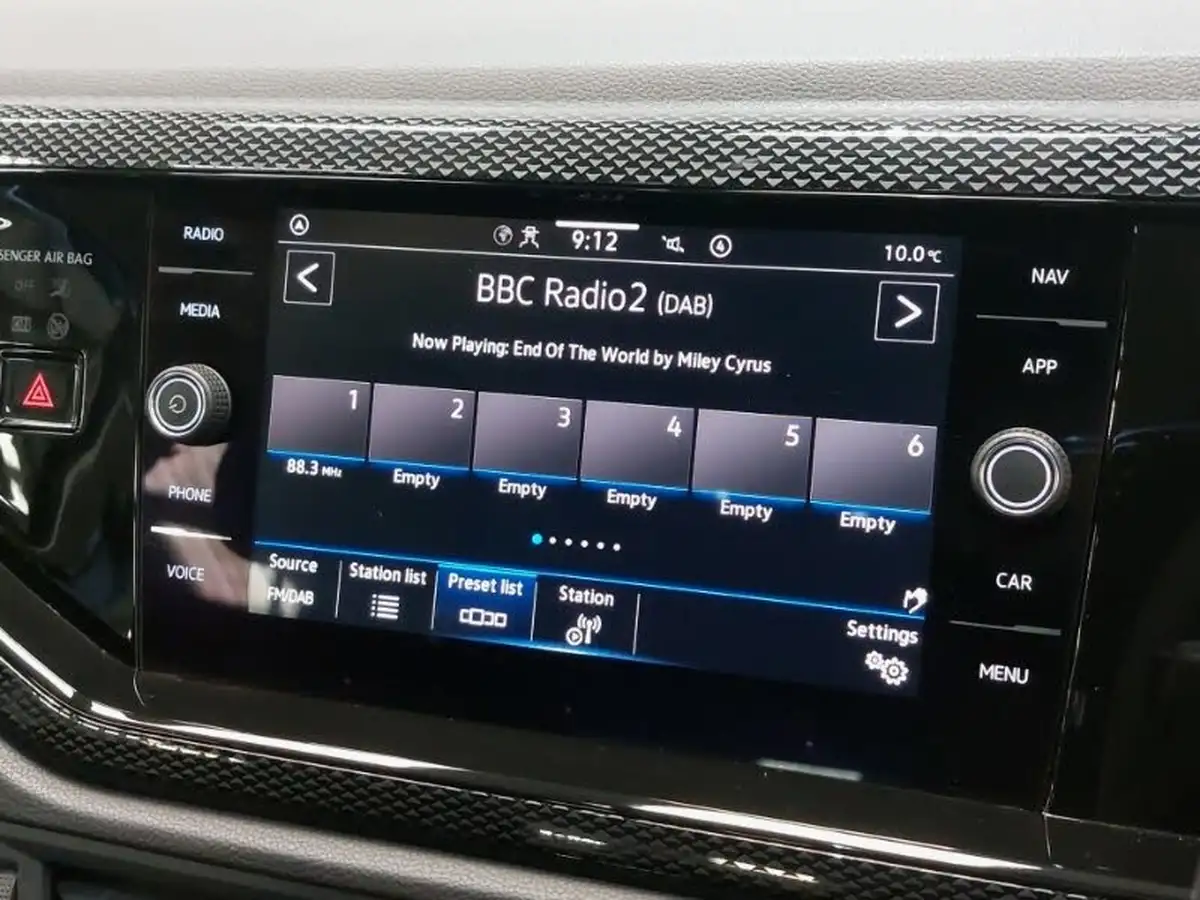 RADIO
MEDIA
PHONE
VOICE
SENGER AIR BAG
OFF
9:12
4
10.0°C
<
BBC Radio2 (DAB)
>
Now Playing: End Of The World by Miley Cyrus
1 2 3 4 5 6
88.3 MHz Empty Empty Empty Empty Empty
Source
FM/DAB
Station list
Preset list
Station
Settings
NAV
APP
CAR
MENU